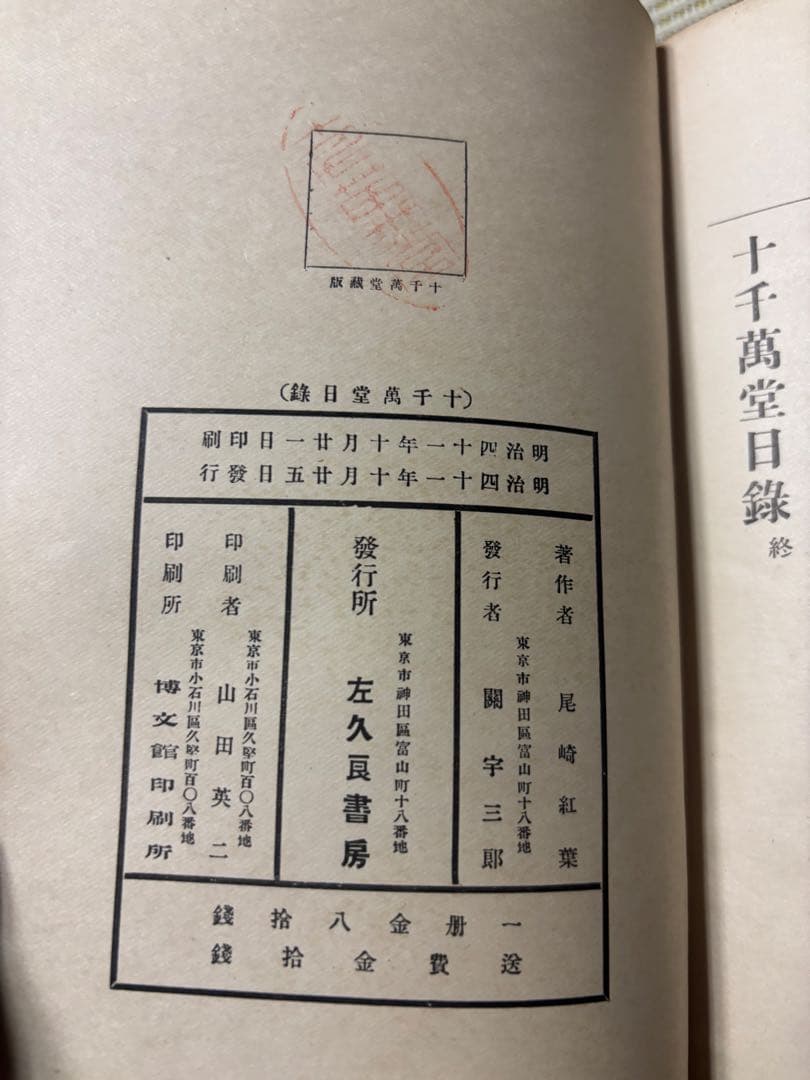 十千萬堂日錄
終
十千萬堂藏版
(十千萬堂日錄)
明治四十一年十月廿一日印刷
明治四十一年十月廿五日發行
著作者 尾崎紅葉
東京市神田區富山町十八番地
發行者 關宇三郎
東京市神田區富山町十八番地
發行所 左久良書房
東京市小石川區久堅町百〇八番地
印刷者 山田英二
東京市小石川區久堅町百〇八番地
印刷所 博文館印刷所
一册金八拾錢
送費金拾錢